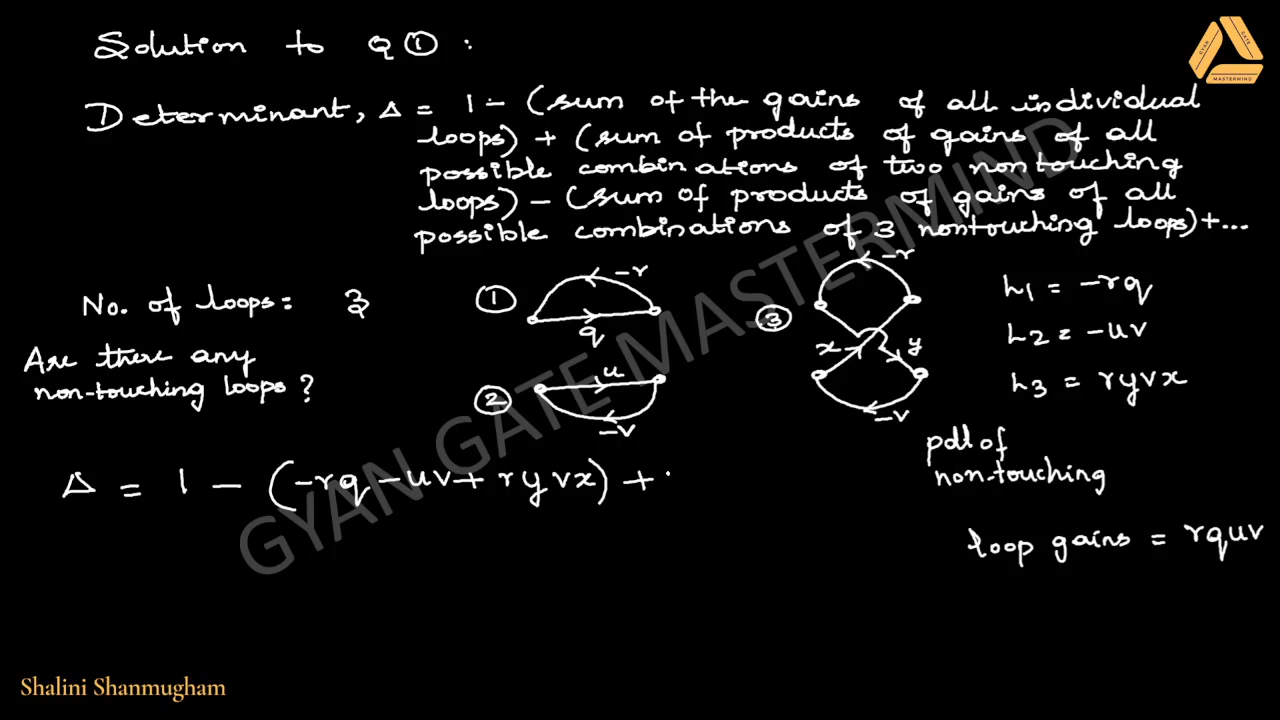 Solution to Q ① :
Determinant, Δ = 1 - (sum of the gains of all individual
loops) + (sum of products of gains of all
possible combinations of two nontouching
loops) - (sum of products of gains of all
possible combinations of 3 nontouching loops) + ...
No. of loops: 3
① -r
q
③ -r
x y
-v
L1 = -rq
L2 = -uv
L3 = ryvx
Are there any
non-touching loops?
② u
-v
pdt of
non-touching
loop gains = rquv
Δ = 1 - (-rq - uv + ryvx) +
GYAN GATE MASTERMIND
GYAN
GATE
MASTERMIND
Shalini Shanmugham